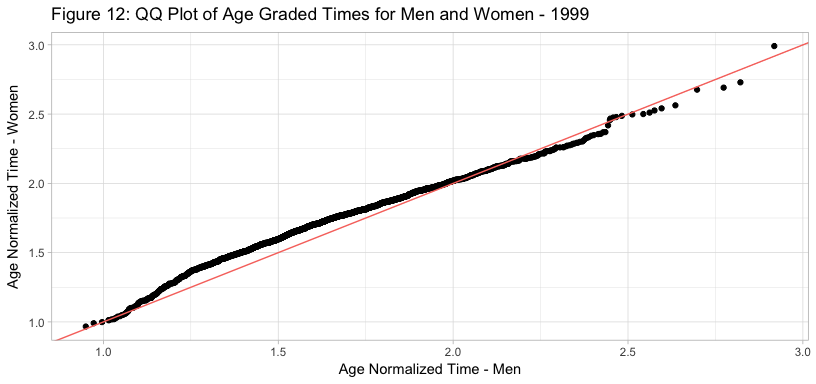 Figure 12: QQ Plot of Age Graded Times for Men and Women - 1999
3.0
2.5
2.0
1.5
1.0
Age Normalized Time - Women
1.0 1.5 2.0 2.5 3.0
Age Normalized Time - Men